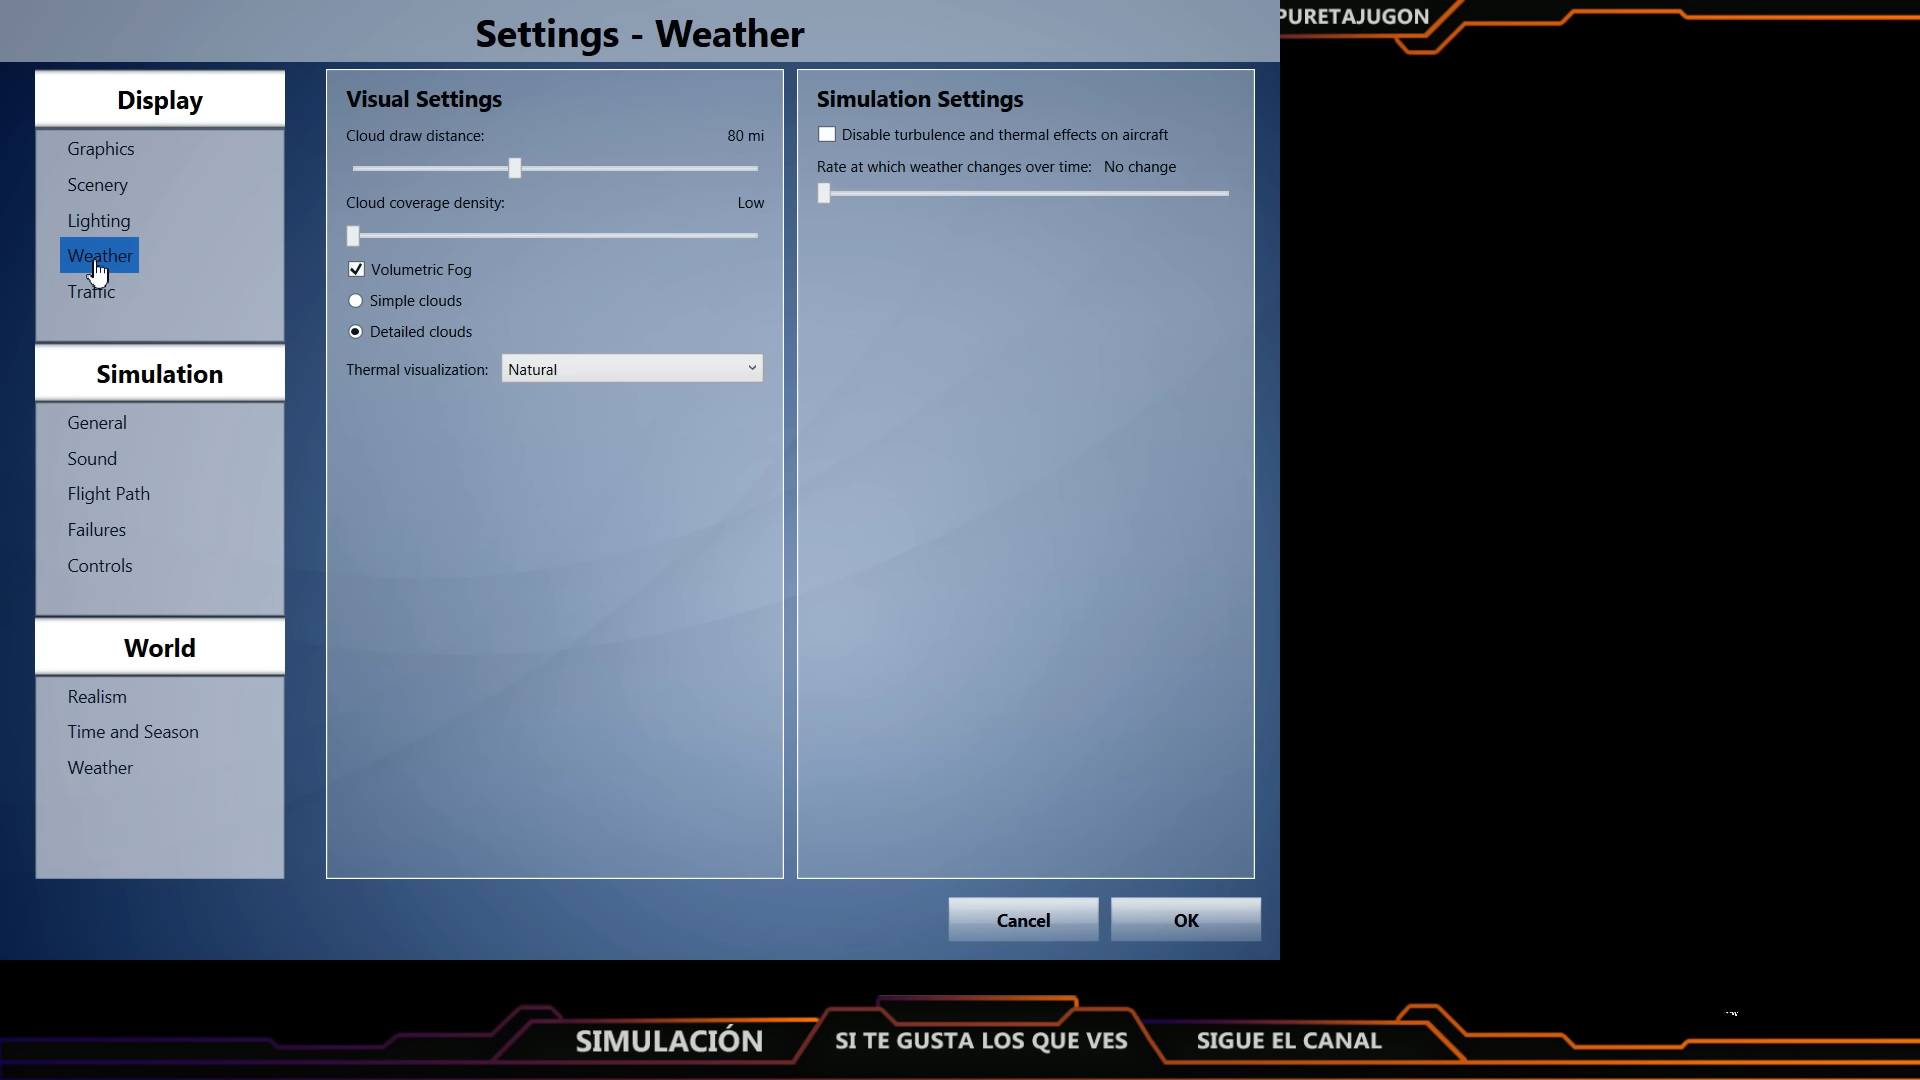 Settings - Weather
PURETAJUGON
Display
Graphics
Scenery
Lighting
Weather
Traffic
Simulation
General
Sound
Flight Path
Failures
Controls
World
Realism
Time and Season
Weather
Visual Settings
Cloud draw distance: 80 mi
Cloud coverage density: Low
Volumetric Fog
Simple clouds
Detailed clouds
Thermal visualization: Natural
Simulation Settings
Disable turbulence and thermal effects on aircraft
Rate at which weather changes over time: No change
Cancel OK
SIMULACIÓN SI TE GUSTA LOS QUE VES SIGUE EL CANAL